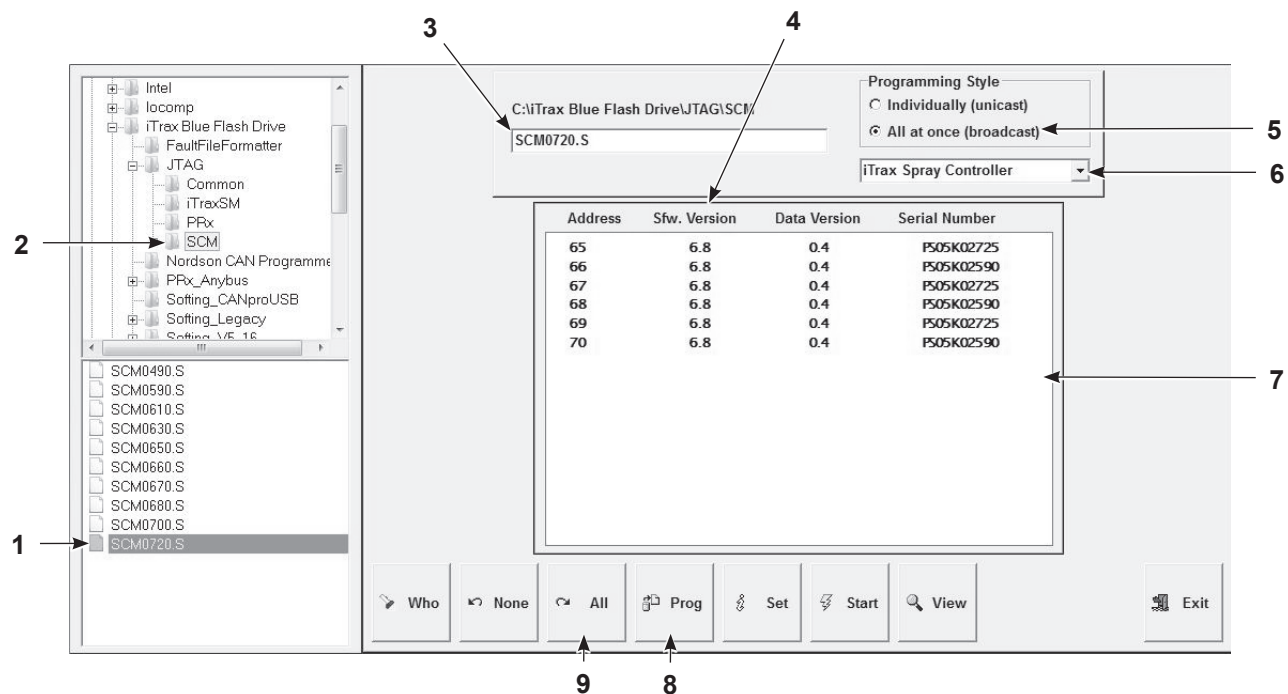 3
4
Intel
Iocomp
iTrax Blue Flash Drive
FaultFileFormatter
JTAG
Common
iTraxSM
PRx
SCM
Nordson CAN Programme
PRx_Anybus
Softing_CANproUSB
Softing_Legacy
Softing_V5_16
2
SCM0490.S
SCM0590.S
SCM0610.S
SCM0630.S
SCM0650.S
SCM0660.S
SCM0670.S
SCM0680.S
SCM0700.S
SCM0720.S
1
C:\iTrax Blue Flash Drive\JTAG\SCM
SCM0720.S
Programming Style
Individually (unicast)
All at once (broadcast)
5
iTrax Spray Controller
6
Address Sfw. Version Data Version Serial Number
65 6.8 0.4 PS05K02725
66 6.8 0.4 PS05K02590
67 6.8 0.4 PS05K02725
68 6.8 0.4 PS05K02590
69 6.8 0.4 PS05K02725
70 6.8 0.4 PS05K02590
7
Who None All Prog Set Start View Exit
9 8